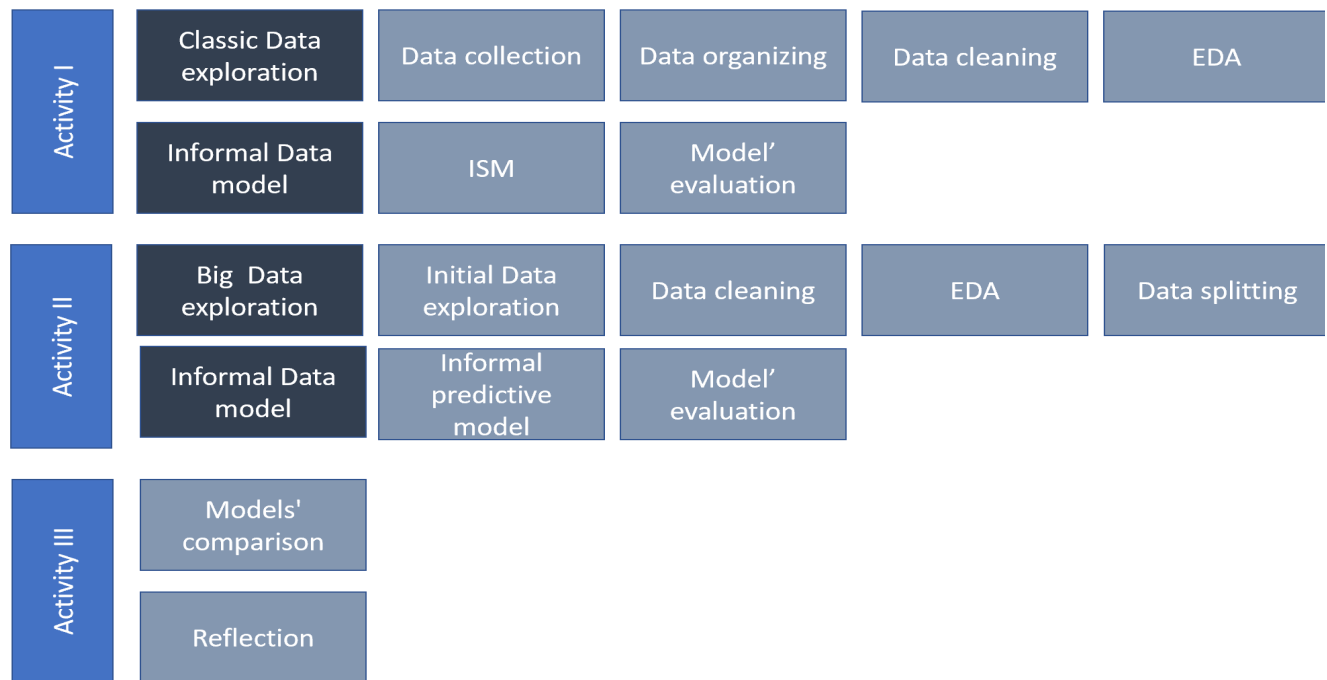 Activity I
Classic Data
exploration
Data collection
Data organizing
Data cleaning
EDA
Informal Data
model
ISM
Model’
evaluation
Activity II
Big  Data
exploration
Initial Data
exploration
Data cleaning
EDA
Data splitting
Informal Data
model
Informal
predictive
model
Model’
evaluation
Activity III
Models'
comparison
Reflection